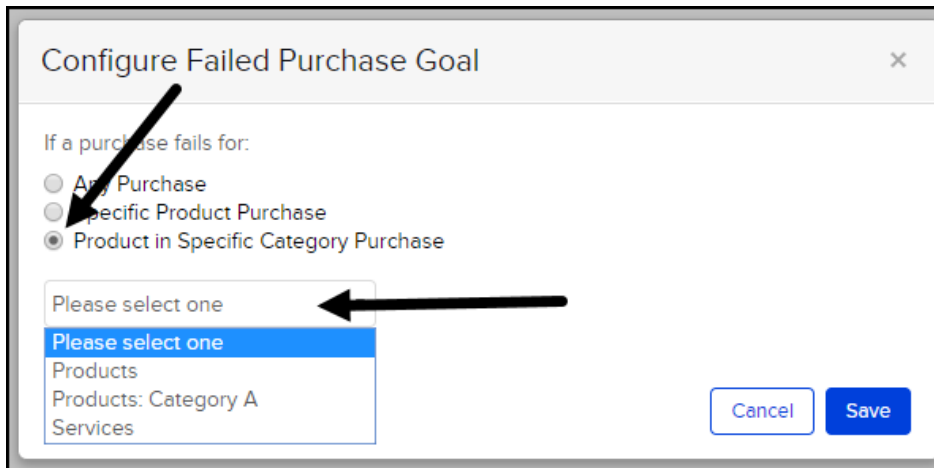 Configure Failed Purchase Goal
×
If a purchase fails for:
Any Purchase
Specific Product Purchase
Product in Specific Category Purchase
Please select one
Please select one
Products
Products: Category A
Services
Cancel Save